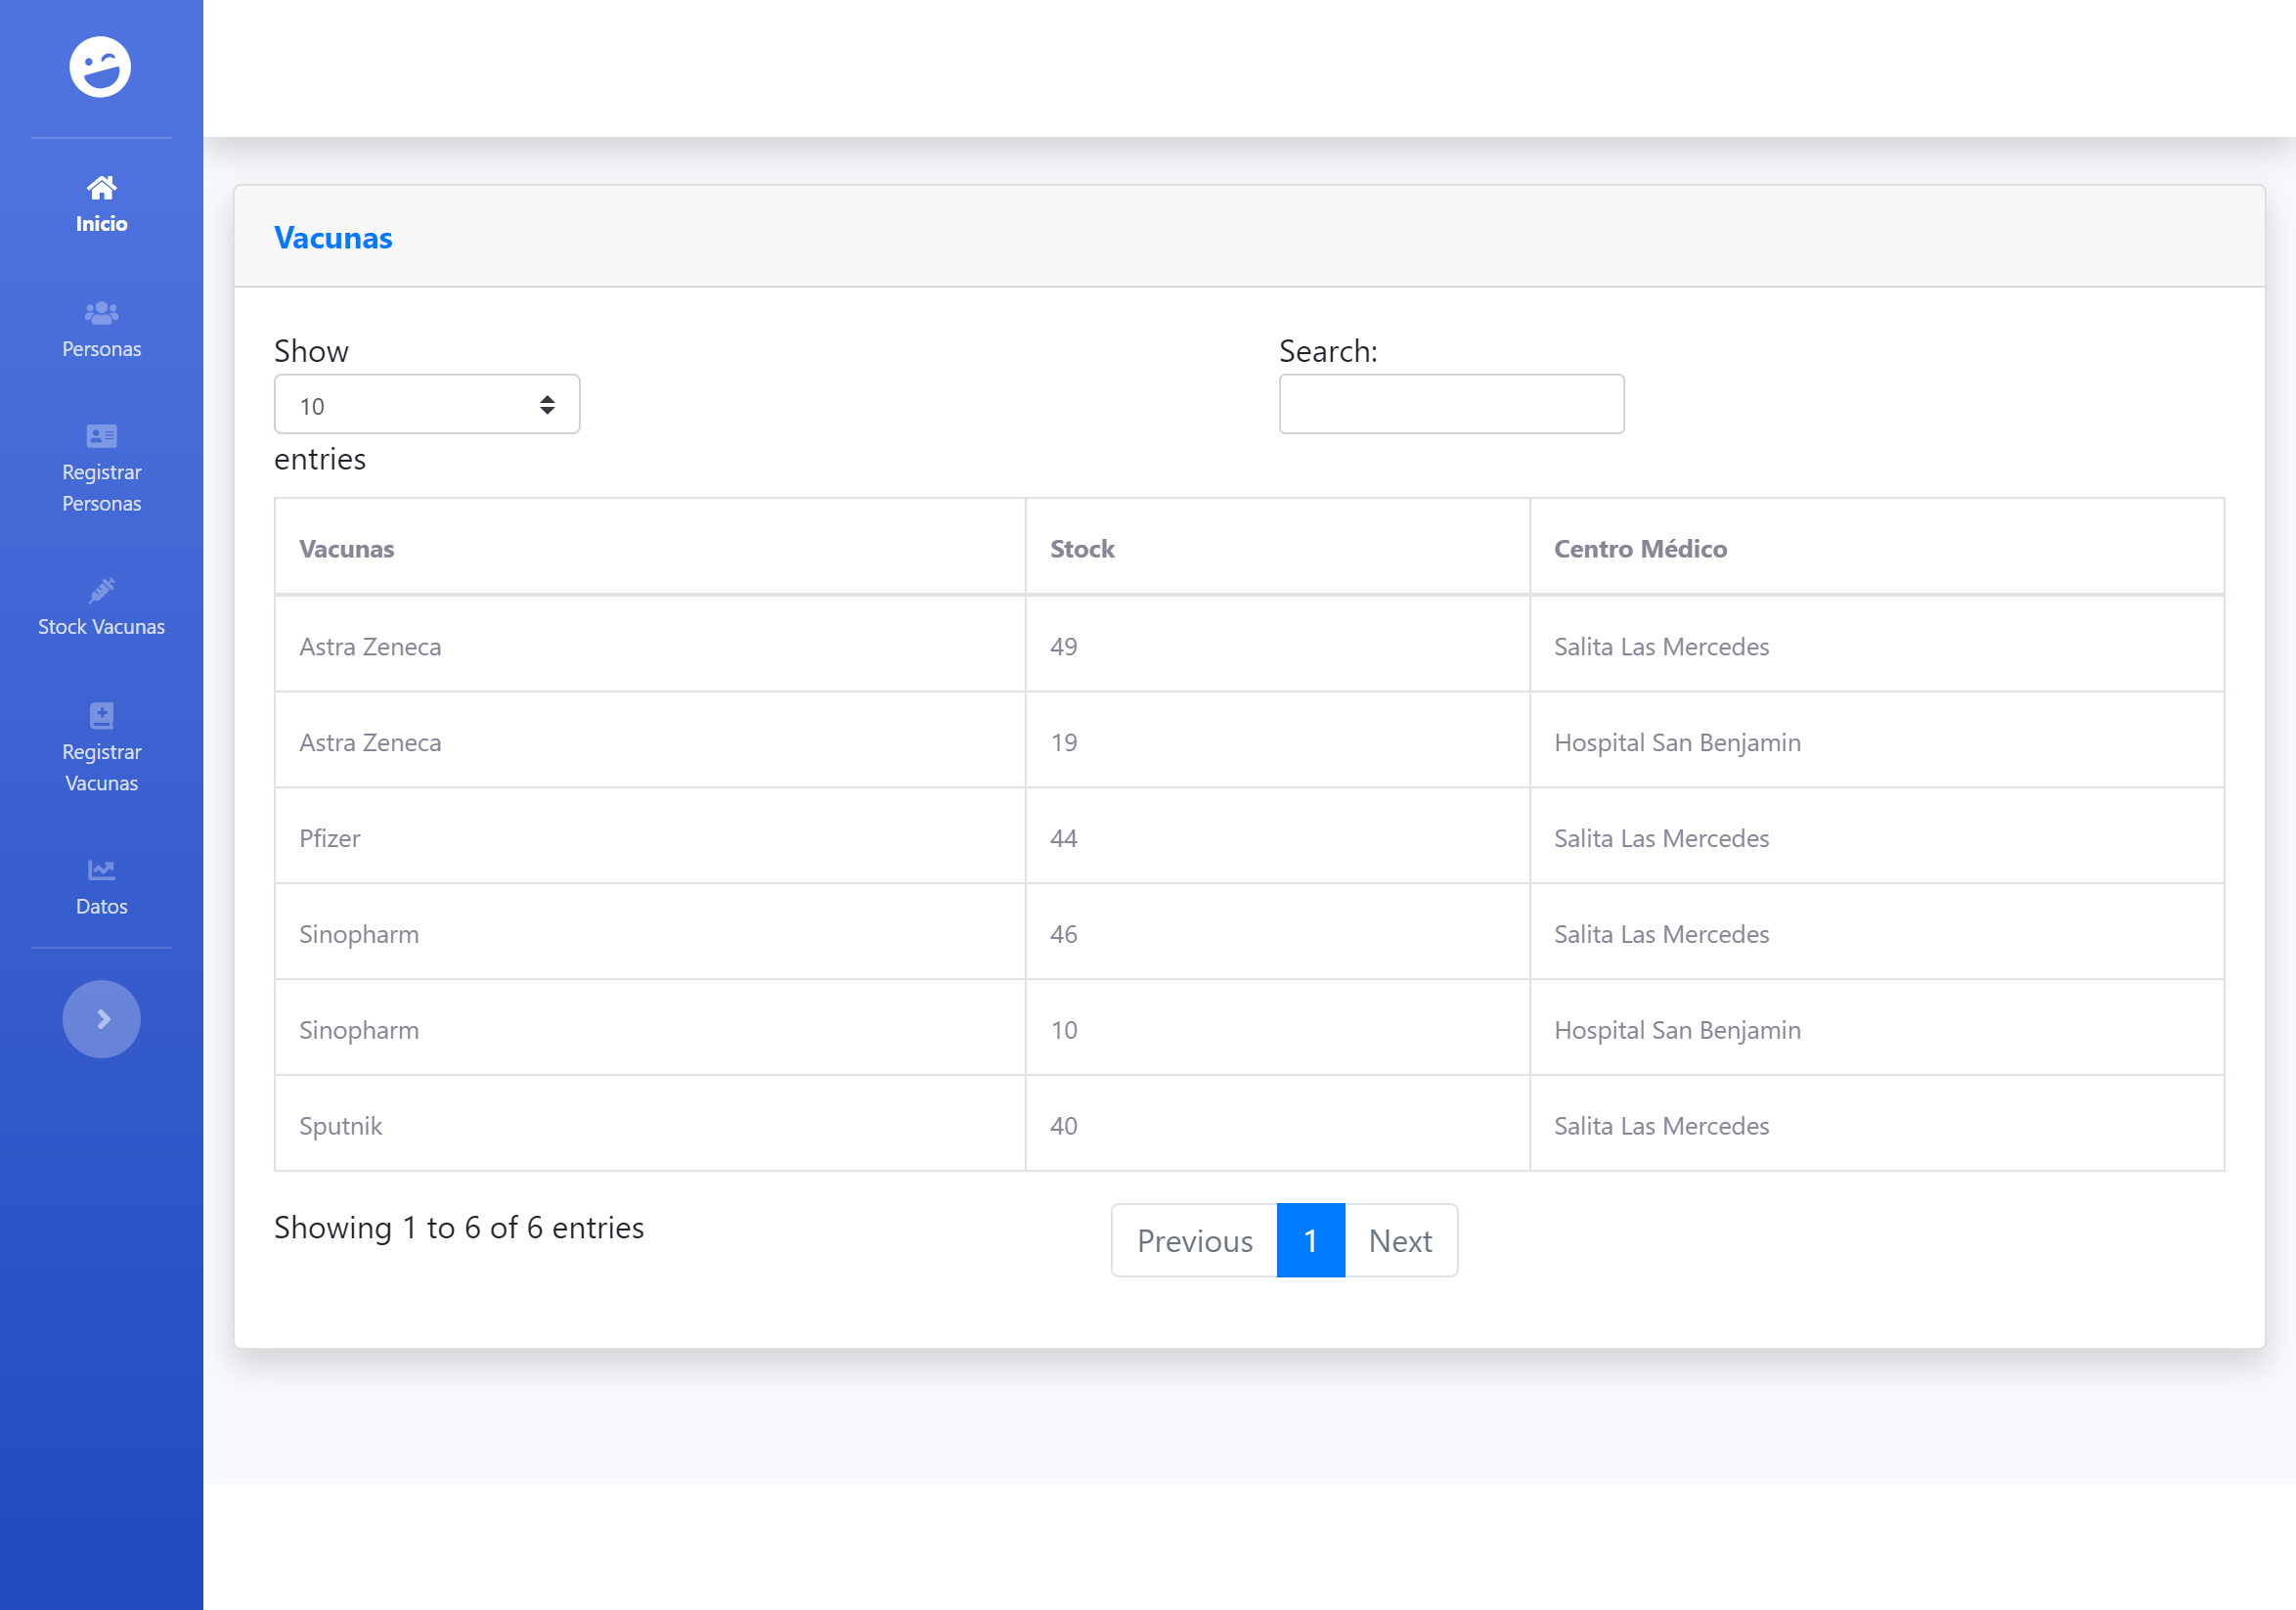 Inicio
Personas
Registrar
Personas
Stock Vacunas
Registrar
Vacunas
Datos
Vacunas
Show
10
entries
Search:
Vacunas Stock Centro Médico
Astra Zeneca 49 Salita Las Mercedes
Astra Zeneca 19 Hospital San Benjamin
Pfizer 44 Salita Las Mercedes
Sinopharm 46 Salita Las Mercedes
Sinopharm 10 Hospital San Benjamin
Sputnik 40 Salita Las Mercedes
Showing 1 to 6 of 6 entries
Previous 1 Next